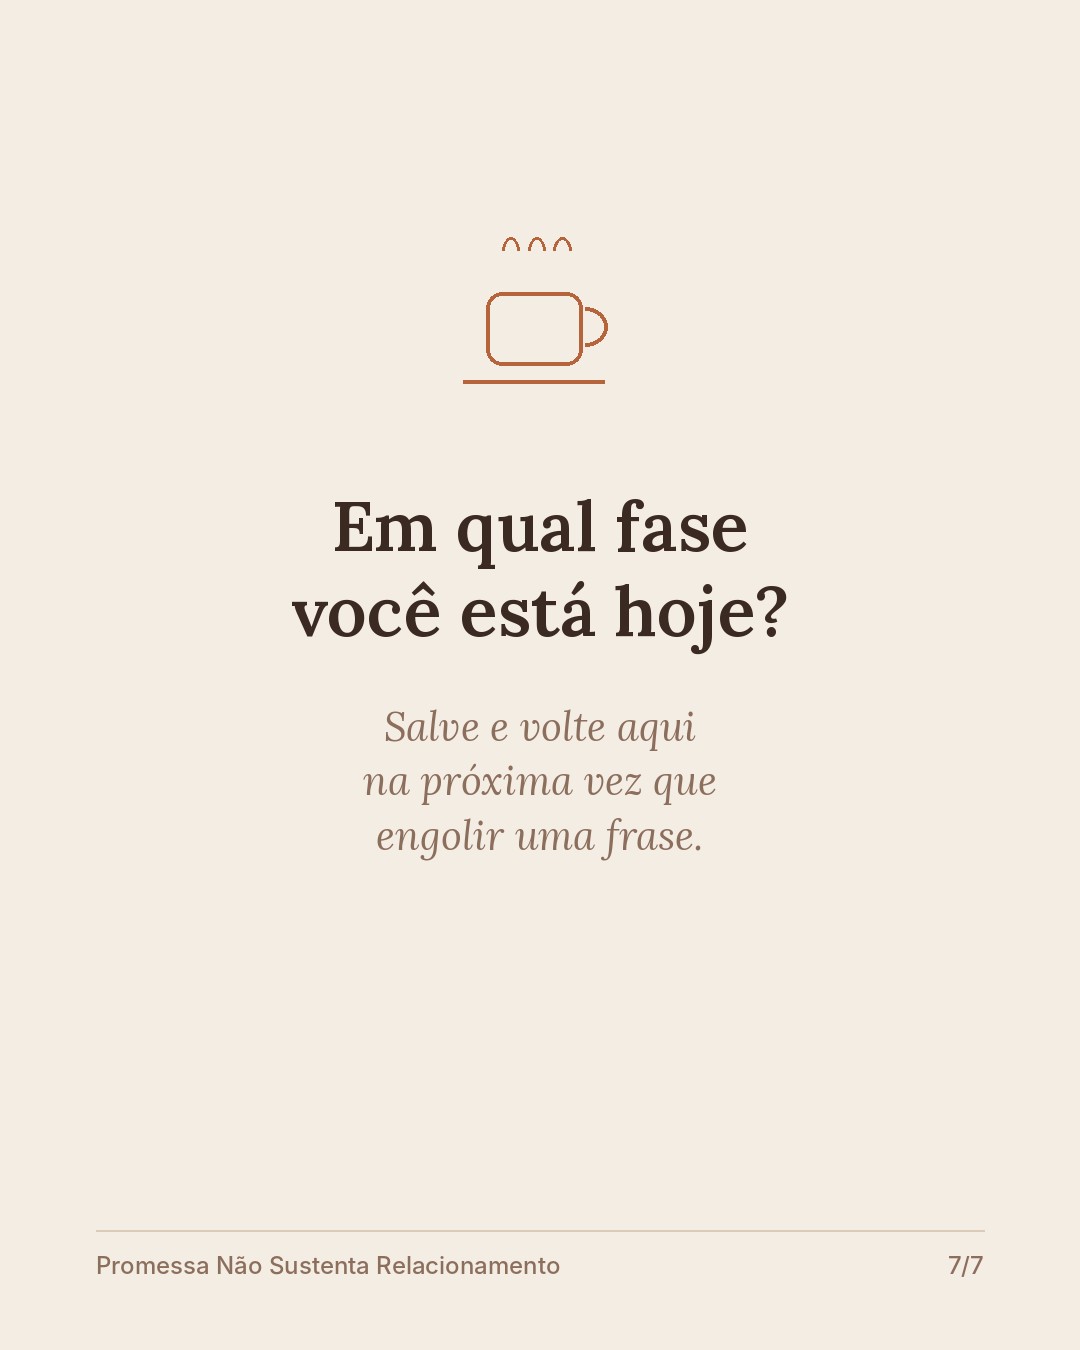 Em qual fase
você está hoje?
Salve e volte aqui
na próxima vez que
engolir uma frase.
Promessa Não Sustenta Relacionamento
7/7